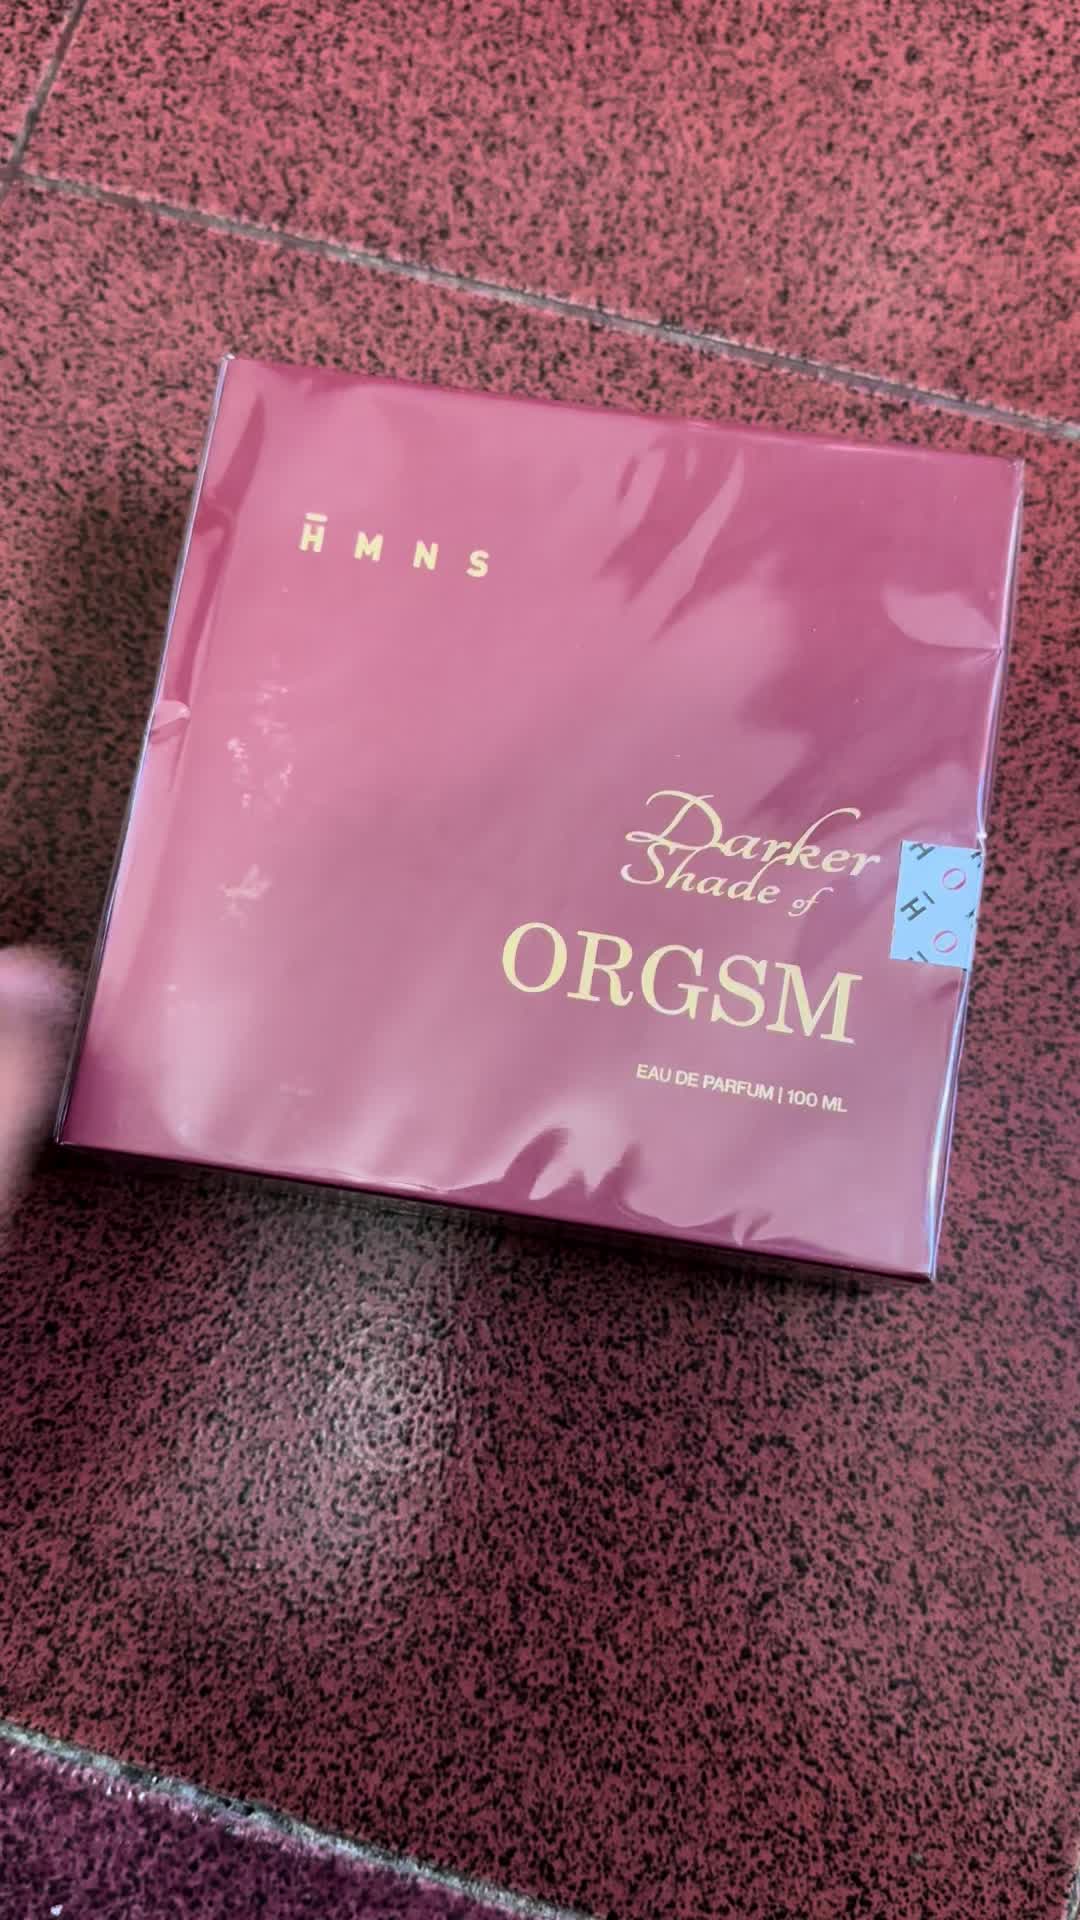 HMNS
Darker
Shade of
ORGSM
EAU DE PARFUM | 100 ML
H O
H O